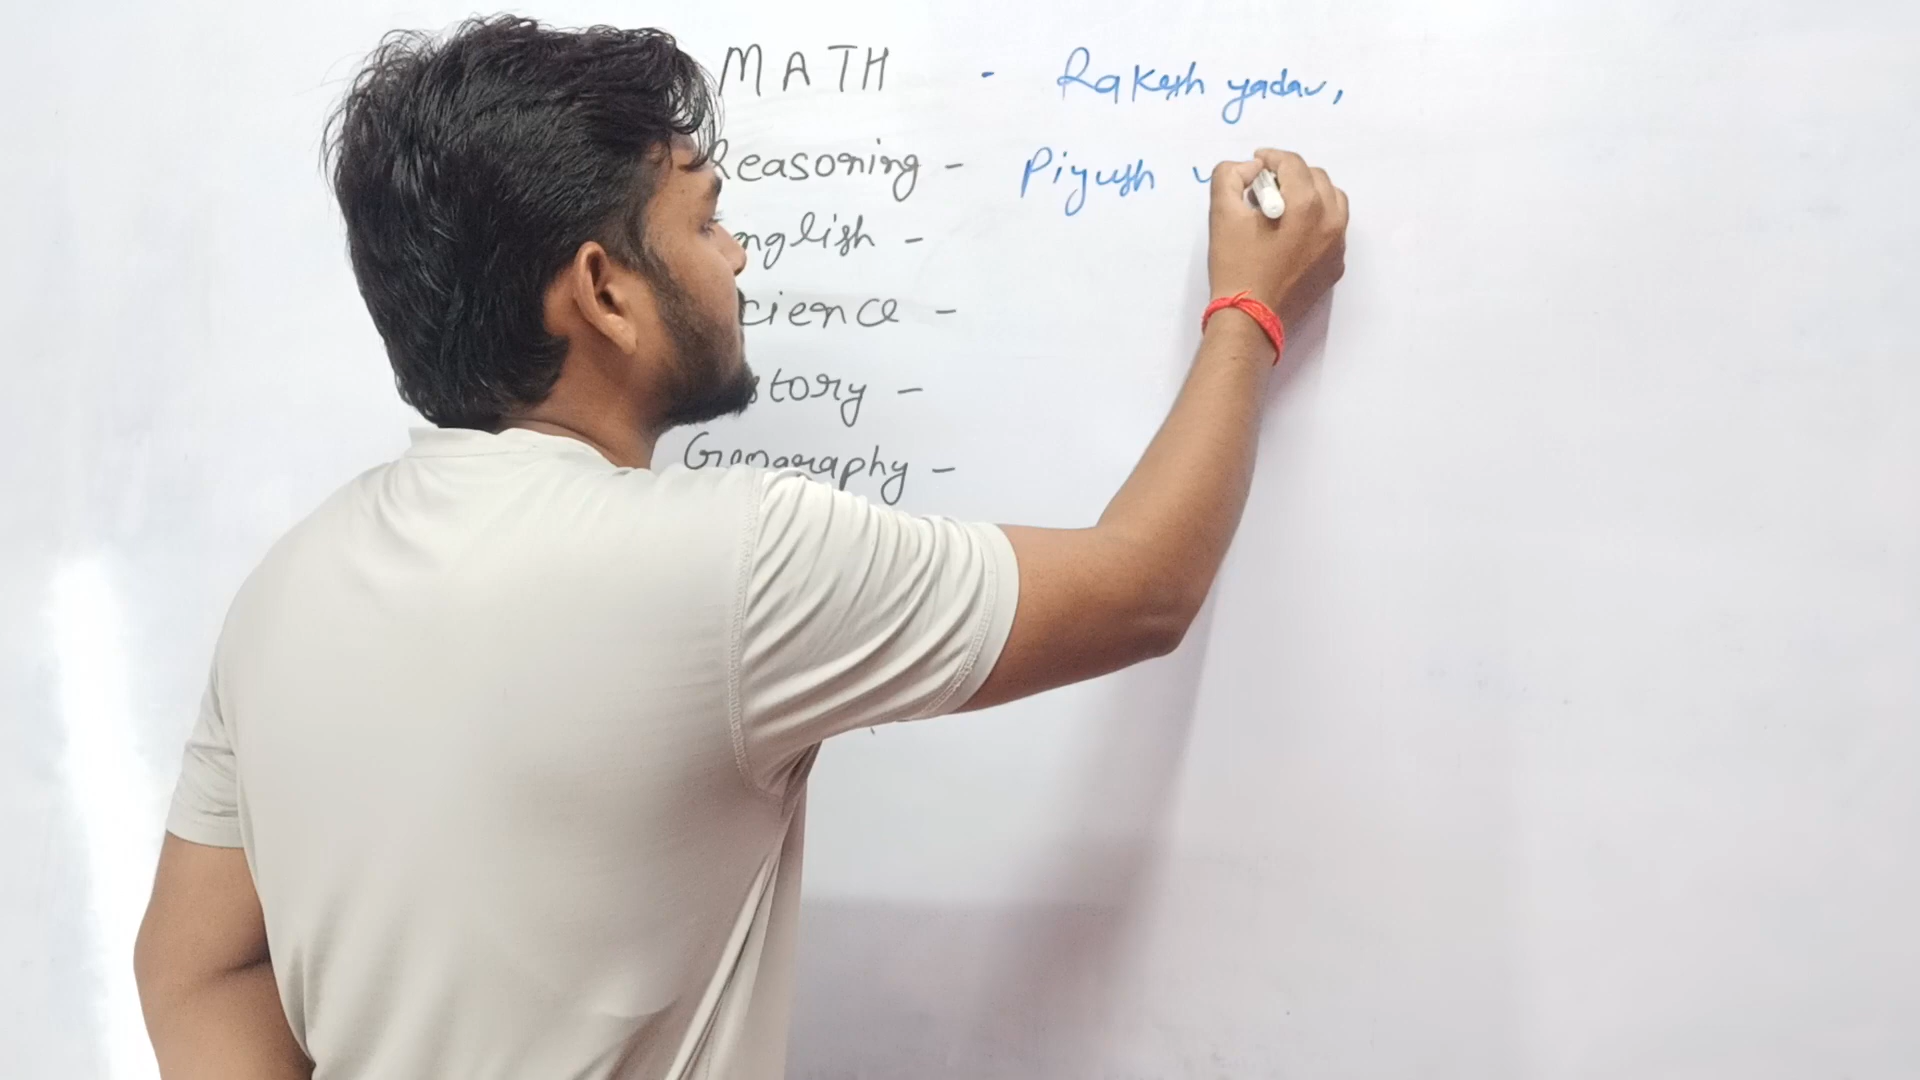 MATH - Rakesh yadav,
Reasoning - Piyush
English -
Science -
History -
Geography -